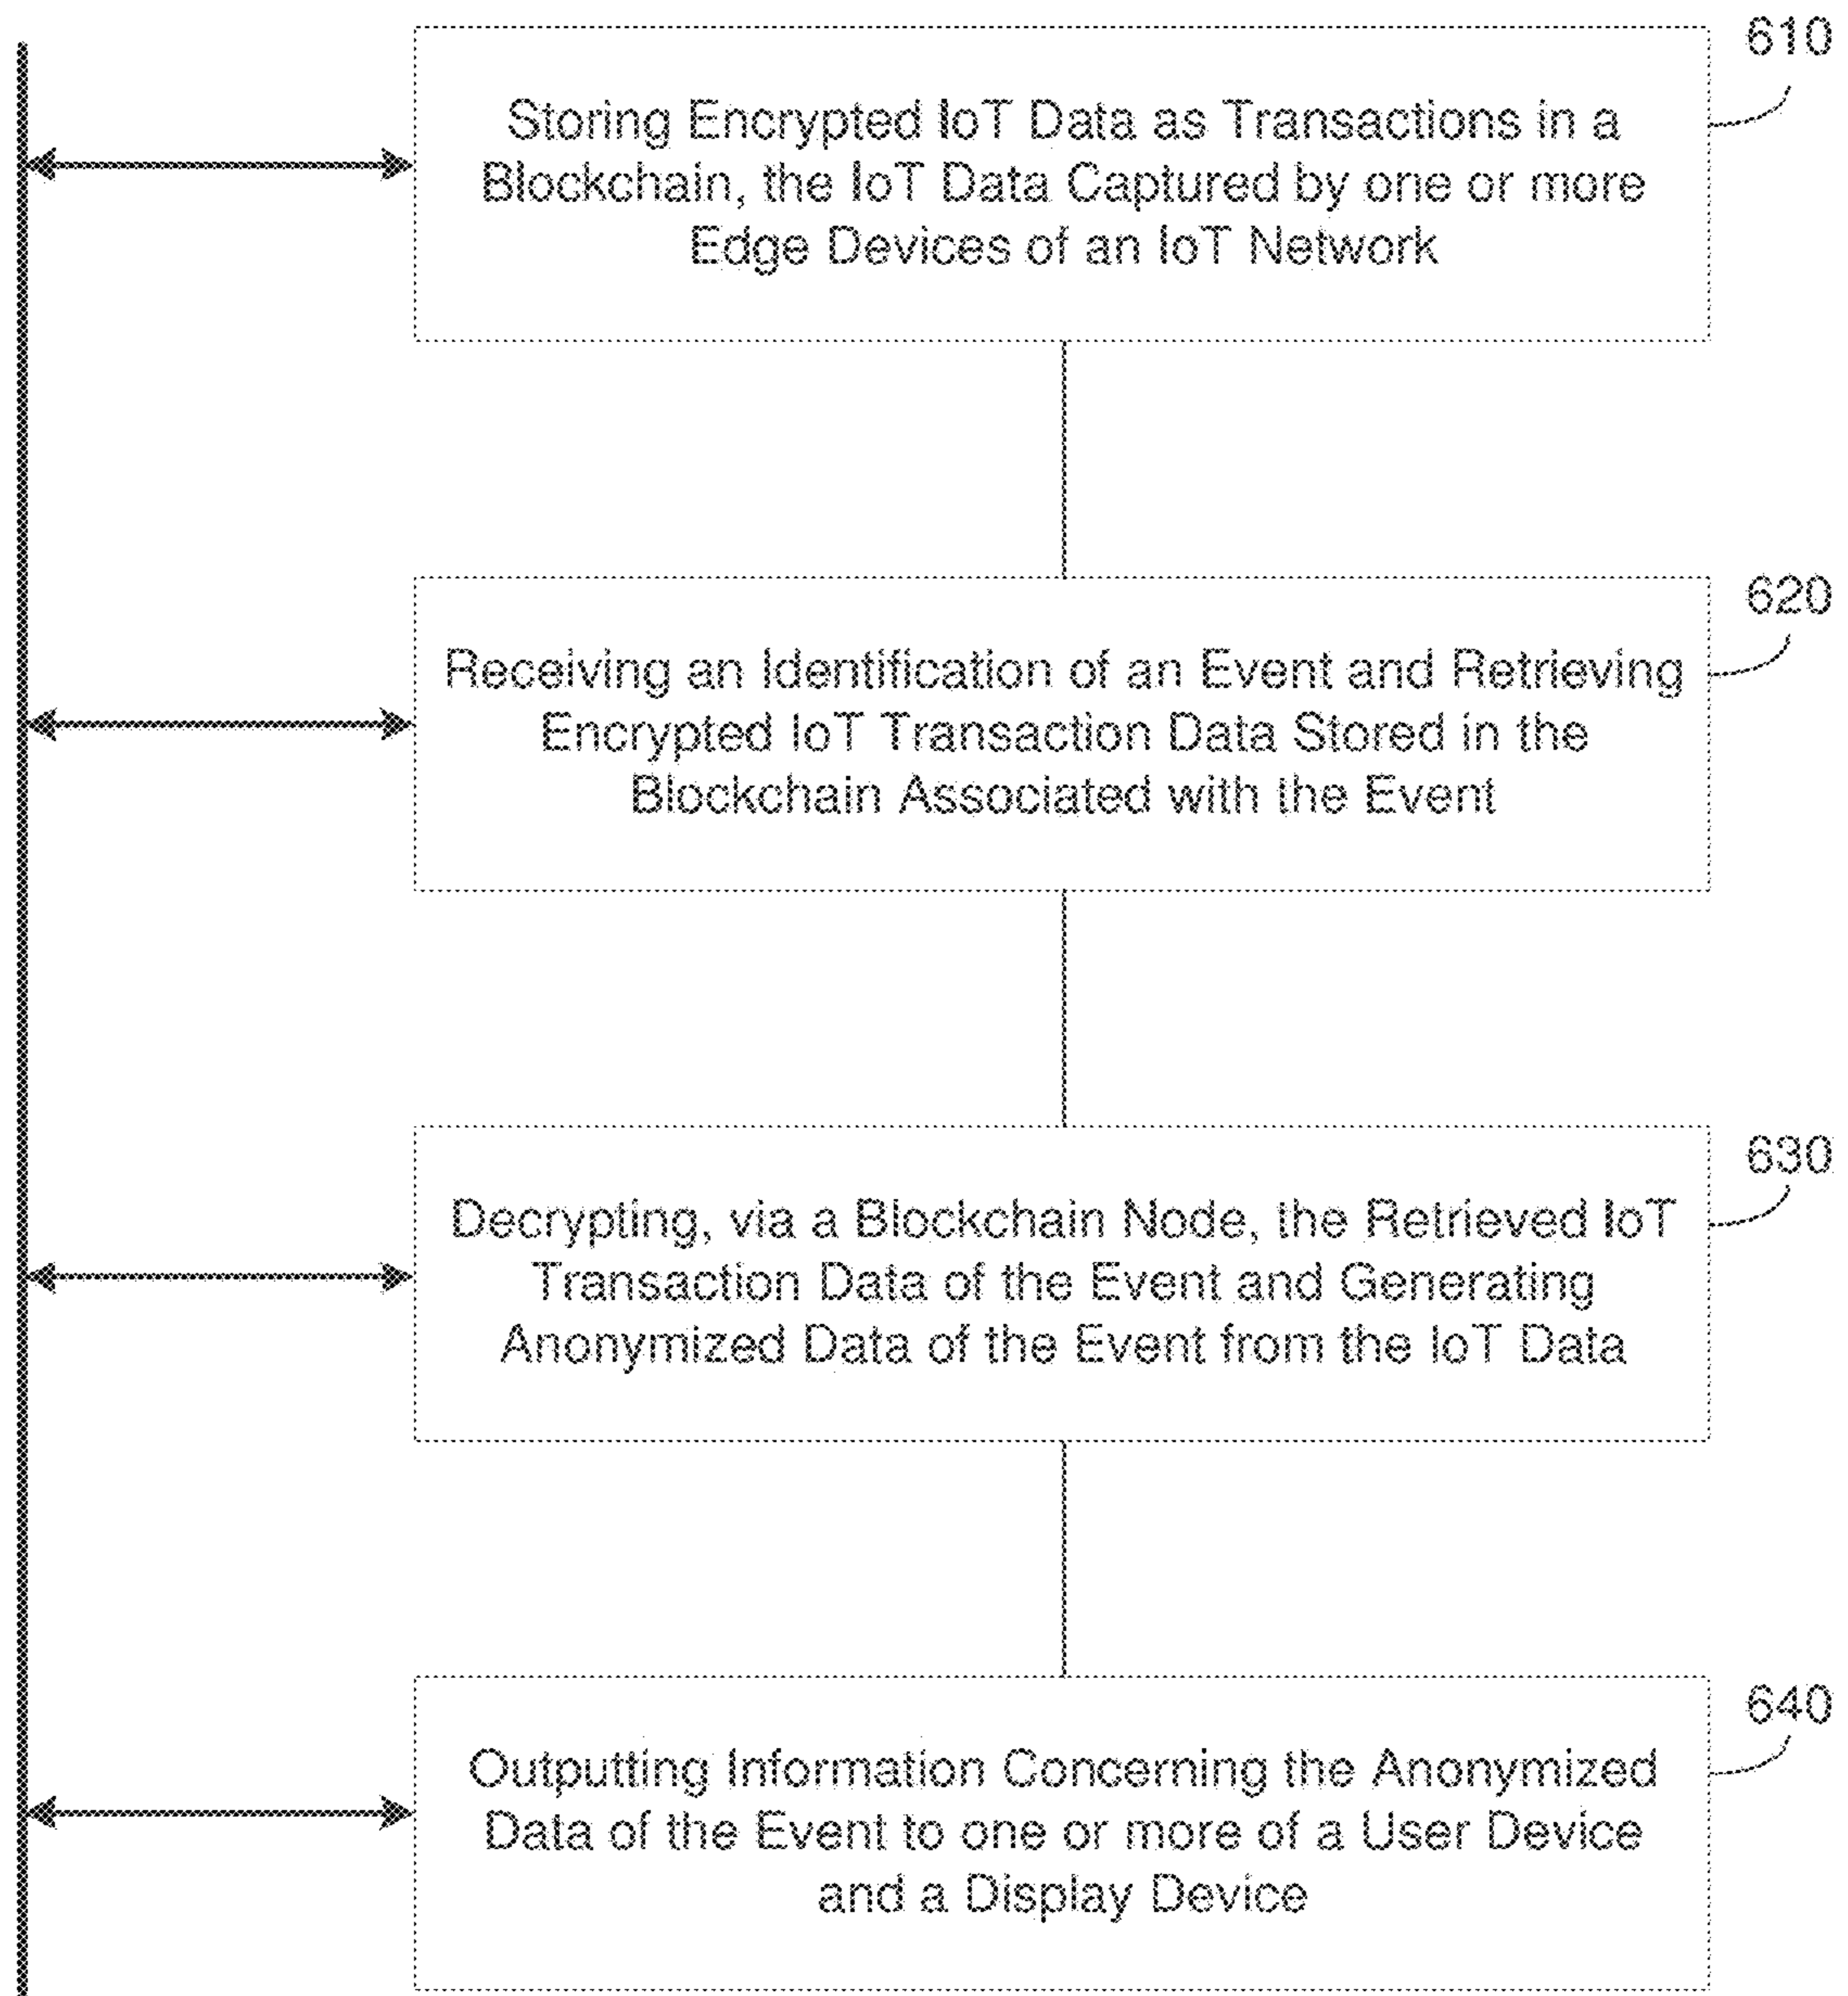 610
Storing Encrypted IoT Data as Transactions in a
Blockchain, the IoT Data Captured by one or more
Edge Devices of an IoT Network
620
Receiving an Identification of an Event and Retrieving
Encrypted IoT Transaction Data Stored in the
Blockchain Associated with the Event
630
Decrypting, via a Blockchain Node, the Retrieved IoT
Transaction Data of the Event and Generating
Anonymized Data of the Event from the IoT Data
640
Outputting Information Concerning the Anonymized
Data of the Event to one or more of a User Device
and a Display Device